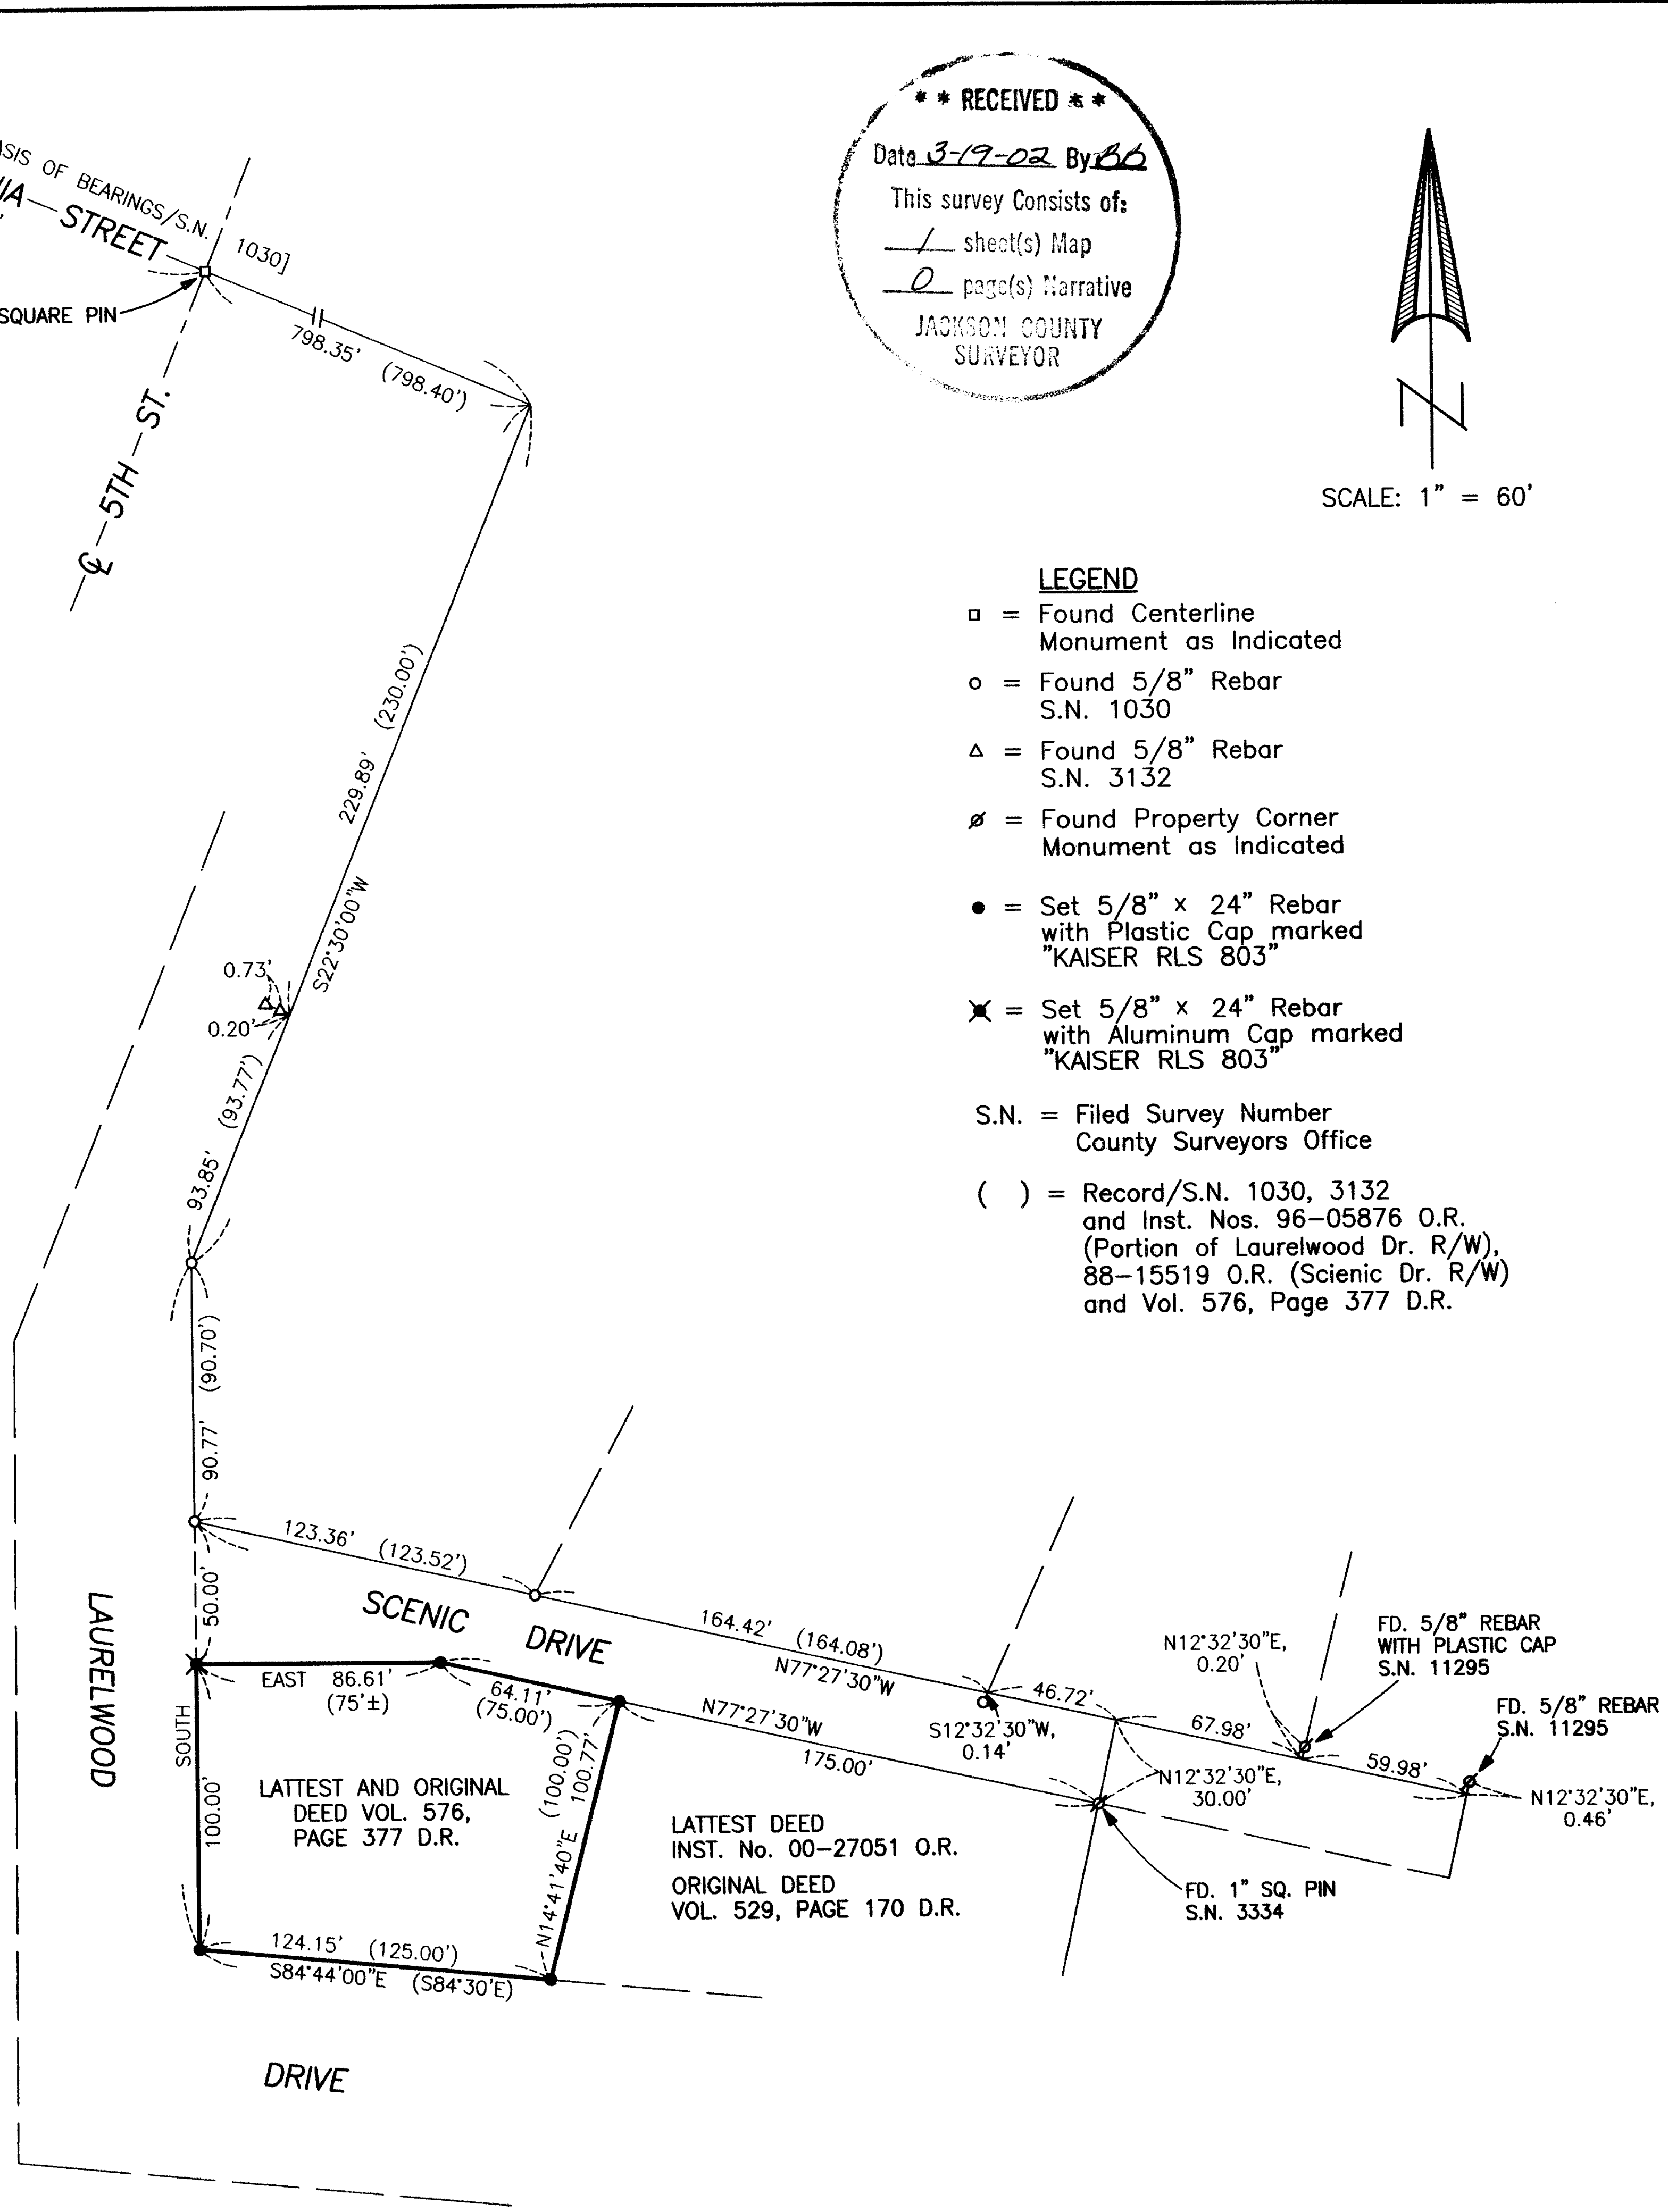 * * RECEIVED * *
Date 3-19-02 By BB
This survey Consists of:
1 sheet(s) Map
0 page(s) Narrative
JACKSON COUNTY
SURVEYOR
OF BEARINGS/S.N. 1030]
STREET
SQUARE PIN
798.35' (798.40')
℄ 5TH ST.
SCALE: 1" = 60'
229.89' (230.00')
S22°30'00"W
LEGEND
□ = Found Centerline
Monument as Indicated
○ = Found 5/8" Rebar
S.N. 1030
△ = Found 5/8" Rebar
S.N. 3132
ø = Found Property Corner
Monument as Indicated
● = Set 5/8" x 24" Rebar
with Plastic Cap marked
"KAISER RLS 803"
= Set 5/8" x 24" Rebar
with Aluminum Cap marked
"KAISER RLS 803"
S.N. = Filed Survey Number
County Surveyors Office
( ) = Record/S.N. 1030, 3132
and Inst. Nos. 96-05876 O.R.
(Portion of Laurelwood Dr. R/W),
88-15519 O.R. (Scienic Dr. R/W)
and Vol. 576, Page 377 D.R.
0.73'
0.20'
93.85' (93.77')
90.77' (90.70')
50.00'
123.36' (123.52')
SCENIC DRIVE
164.42' (164.08')
N77°27'30"W
LAURELWOOD
EAST 86.61'
(75'±)
64.11'
(75.00')
N77°27'30"W
175.00'
S12°32'30"W,
0.14'
46.72'
N12°32'30"E,
0.20'
67.98'
FD. 5/8" REBAR
WITH PLASTIC CAP
S.N. 11295
FD. 5/8" REBAR
S.N. 11295
59.98'
N12°32'30"E,
30.00'
N12°32'30"E,
0.46'
SOUTH
100.00'
LATTEST AND ORIGINAL
DEED VOL. 576,
PAGE 377 D.R.
(100.00')
N14°41'40"E 100.77'
LATTEST DEED
INST. No. 00-27051 O.R.
ORIGINAL DEED
VOL. 529, PAGE 170 D.R.
FD. 1" SQ. PIN
S.N. 3334
124.15' (125.00')
S84°44'00"E (S84°30'E)
DRIVE